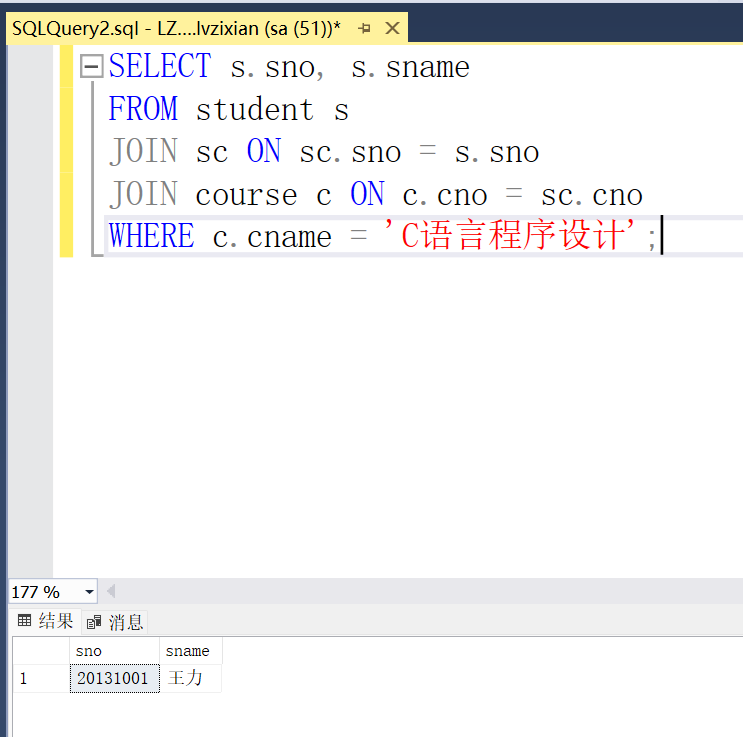 SQLQuery2.sql - LZ....lvzixian (sa (51))*
SELECT s.sno, s.sname
FROM student s
JOIN sc ON sc.sno = s.sno
JOIN course c ON c.cno = sc.cno
WHERE c.cname = 'C语言程序设计';
177 %
结果 消息
sno sname
1 20131001 王力